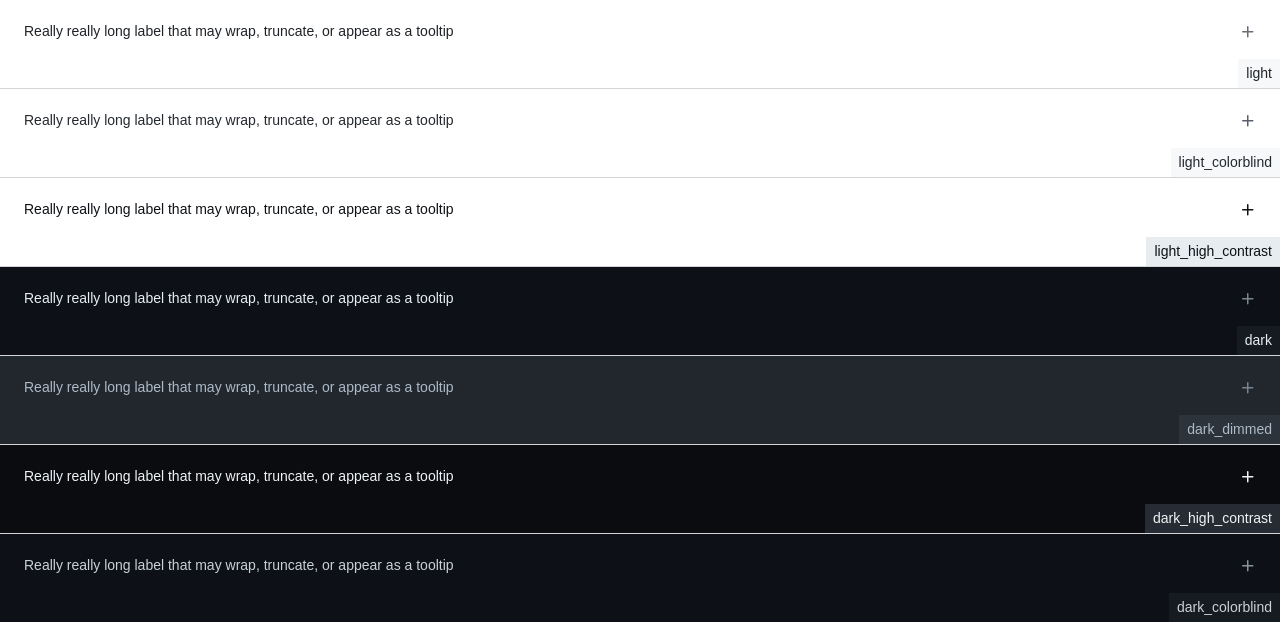 Really really long label that may wrap, truncate, or appear as a tooltip
light
Really really long label that may wrap, truncate, or appear as a tooltip
light_colorblind
Really really long label that may wrap, truncate, or appear as a tooltip
light_high_contrast
Really really long label that may wrap, truncate, or appear as a tooltip
dark
Really really long label that may wrap, truncate, or appear as a tooltip
dark_dimmed
Really really long label that may wrap, truncate, or appear as a tooltip
dark_high_contrast
Really really long label that may wrap, truncate, or appear as a tooltip
dark_colorblind